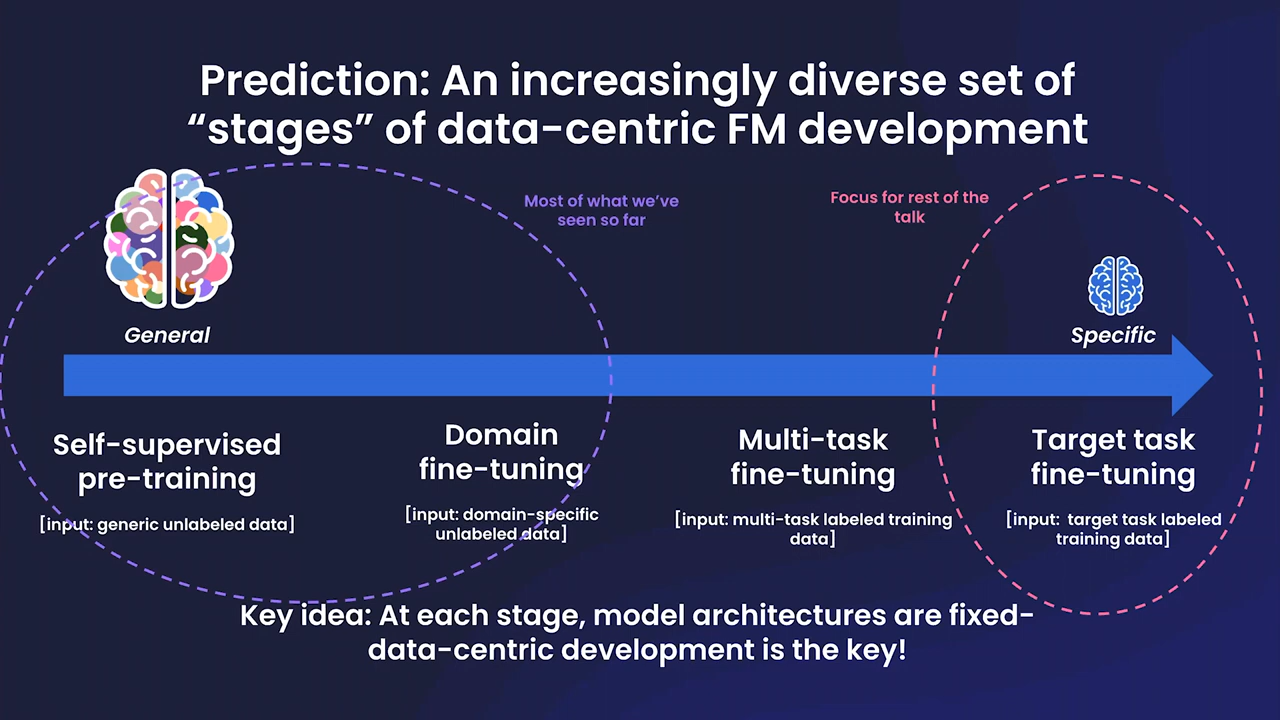 Prediction: An increasingly diverse set of
“stages” of data-centric FM development
Most of what we’ve
seen so far
Focus for rest of the
talk
General
Specific
Self-supervised
pre-training
[input: generic unlabeled data]
Domain
fine-tuning
[input: domain-specific
unlabeled data]
Multi-task
fine-tuning
[input: multi-task labeled training
data]
Target task
fine-tuning
[input: target task labeled
training data]
Key idea: At each stage, model architectures are fixed-
data-centric development is the key!